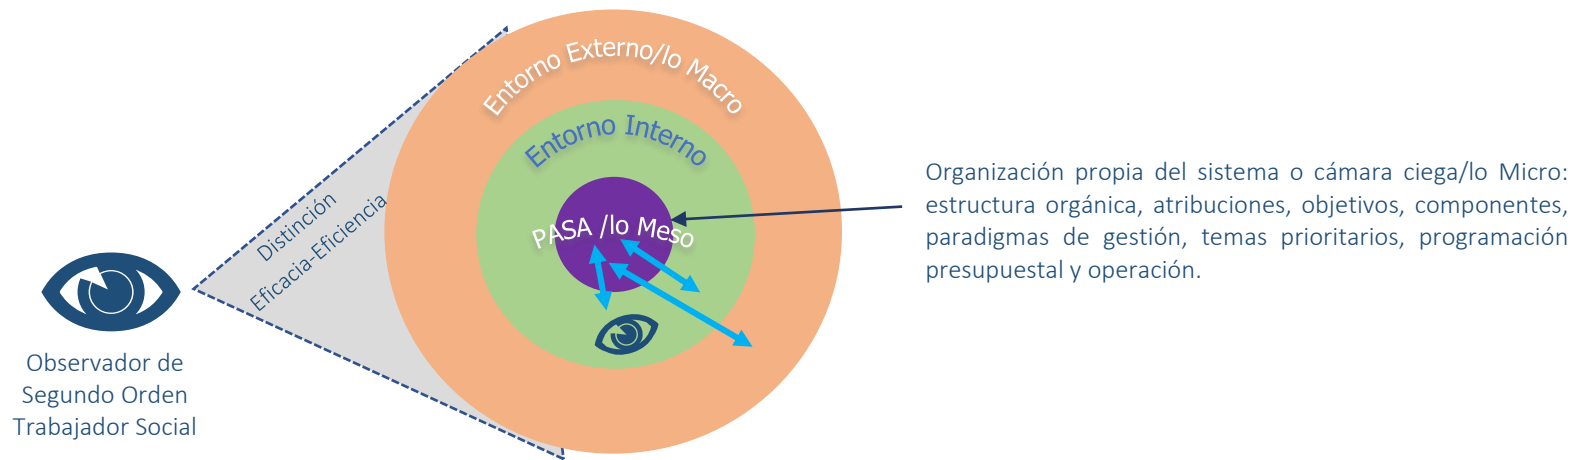 Entorno Externo/lo Macro
Entorno Interno
PASA /lo Meso
Distinción
Eficacia-Eficiencia
Observador de
Segundo Orden
Trabajador Social
Organización propia del sistema o cámara ciega/lo Micro:
estructura orgánica, atribuciones, objetivos, componentes,
paradigmas de gestión, temas prioritarios, programación
presupuestal y operación.